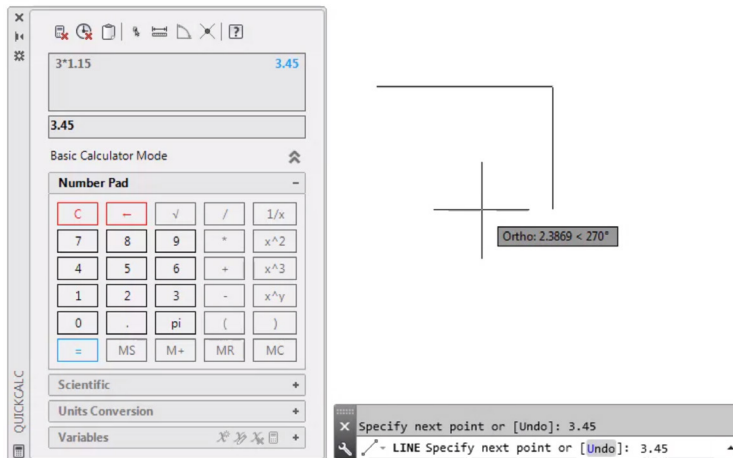 3*1.15 3.45
3.45
Basic Calculator Mode
Number Pad -
C ← √ / 1/x
7 8 9 * x^2
4 5 6 + x^3
1 2 3 - x^y
0 . pi ( )
= MS M+ MR MC
Scientific +
Units Conversion +
Variables +
QUICKCALC
Ortho: 2.3869 < 270°
Specify next point or [Undo]: 3.45
LINE Specify next point or [Undo]: 3.45